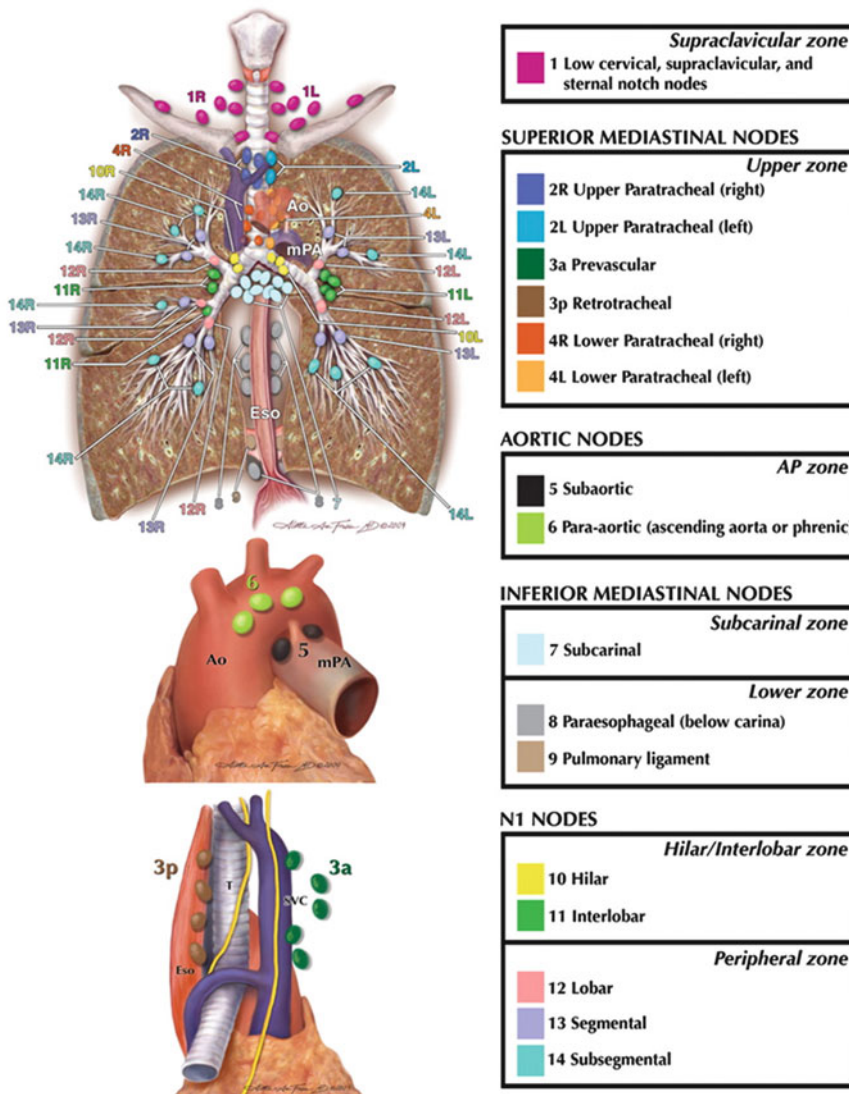 1R
1L
2R
4R
10R
14R
13R
14R
12R
11R
14R
13R
12R
11R
14R
13R
12R
8
9
8
7
2L
14L
4L
13L
14L
12L
11L
12L
10L
13L
14L
Ao
mPA
Eso
©2009
6
5
Ao
mPA
3p
3a
T
SVC
Eso
Supraclavicular zone
1 Low cervical, supraclavicular, and
sternal notch nodes
SUPERIOR MEDIASTINAL NODES
Upper zone
2R Upper Paratracheal (right)
2L Upper Paratracheal (left)
3a Prevascular
3p Retrotracheal
4R Lower Paratracheal (right)
4L Lower Paratracheal (left)
AORTIC NODES
AP zone
5 Subaortic
6 Para-aortic (ascending aorta or phrenic)
INFERIOR MEDIASTINAL NODES
Subcarinal zone
7 Subcarinal
Lower zone
8 Paraesophageal (below carina)
9 Pulmonary ligament
N1 NODES
Hilar/Interlobar zone
10 Hilar
11 Interlobar
Peripheral zone
12 Lobar
13 Segmental
14 Subsegmental